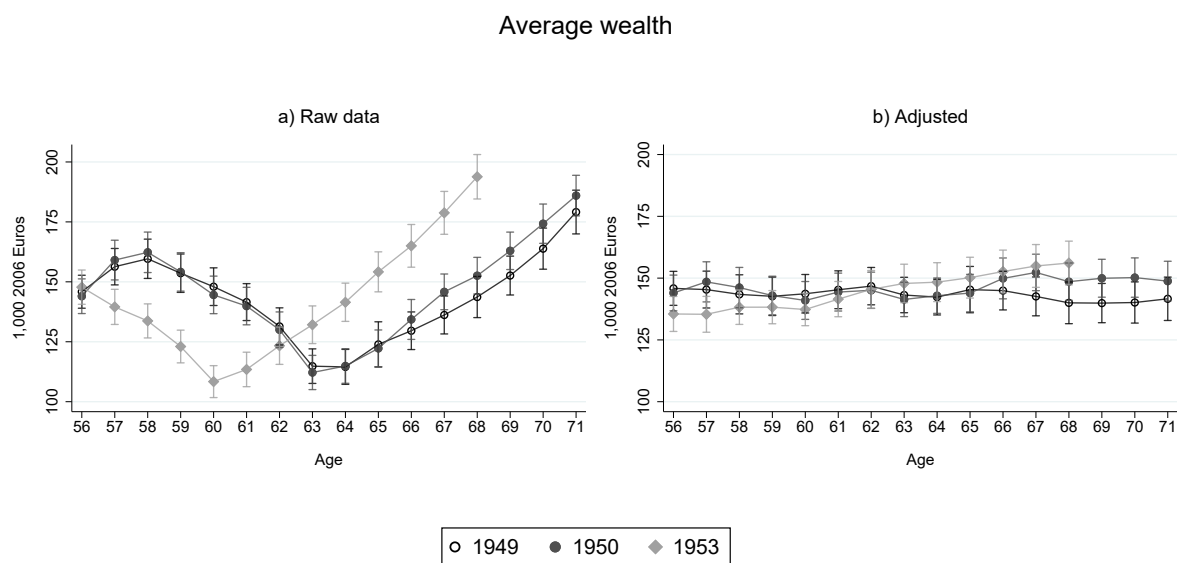 Average wealth
a) Raw data
1,000 2006 Euros
200
175
150
125
100
56 57 58 59 60 61 62 63 64 65 66 67 68 69 70 71
Age
b) Adjusted
1,000 2006 Euros
200
175
150
125
100
56 57 58 59 60 61 62 63 64 65 66 67 68 69 70 71
Age
1949 1950 1953